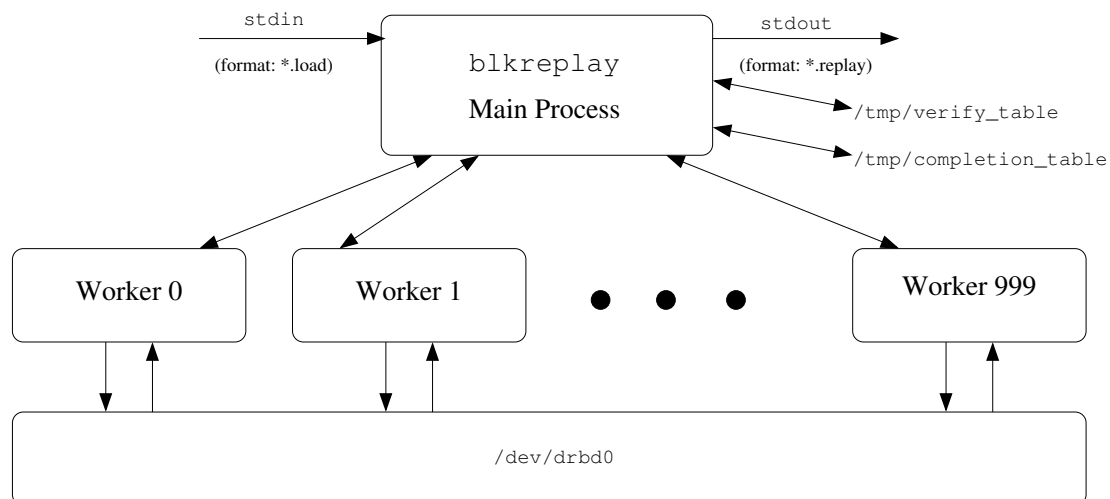 stdin
(format: *.load)
blkreplay
Main Process
stdout
(format: *.replay)
/tmp/verify_table
/tmp/completion_table
Worker 0
Worker 1
Worker 999
/dev/drbd0